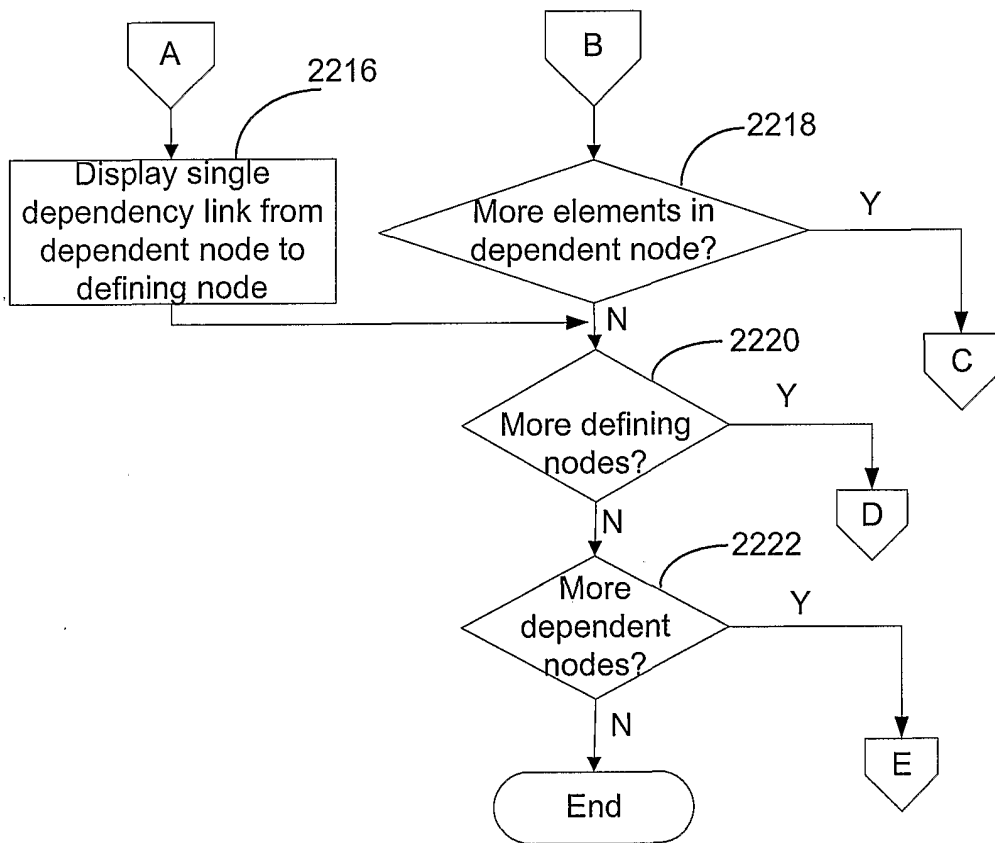 A
B
2216
2218
Display single
dependency link from
dependent node to
defining node
More elements in
dependent node?
Y
N
C
2220
More defining
nodes?
Y
N
D
2222
More
dependent
nodes?
Y
N
E
End